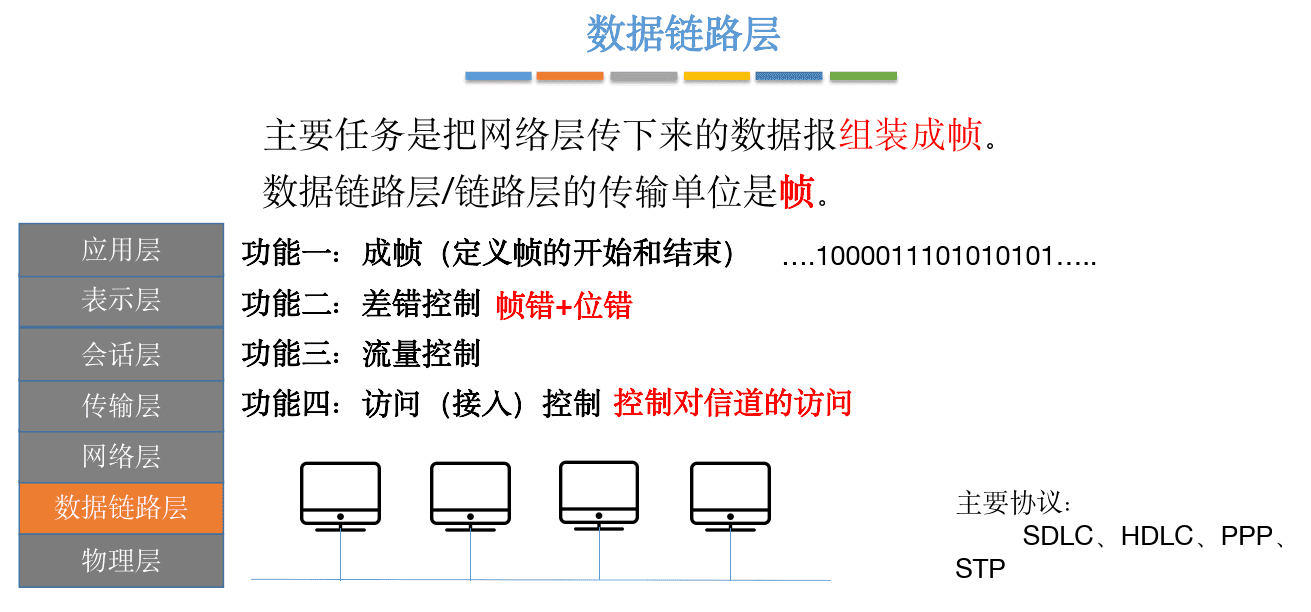 数据链路层
主要任务是把网络层传下来的数据报组装成帧。
数据链路层/链路层的传输单位是帧。
应用层
表示层
会话层
传输层
网络层
数据链路层
物理层
功能一：成帧（定义帧的开始和结束） ….1000011101010101…..
功能二：差错控制 帧错+位错
功能三：流量控制
功能四：访问（接入）控制 控制对信道的访问
主要协议：
SDLC、HDLC、PPP、
STP